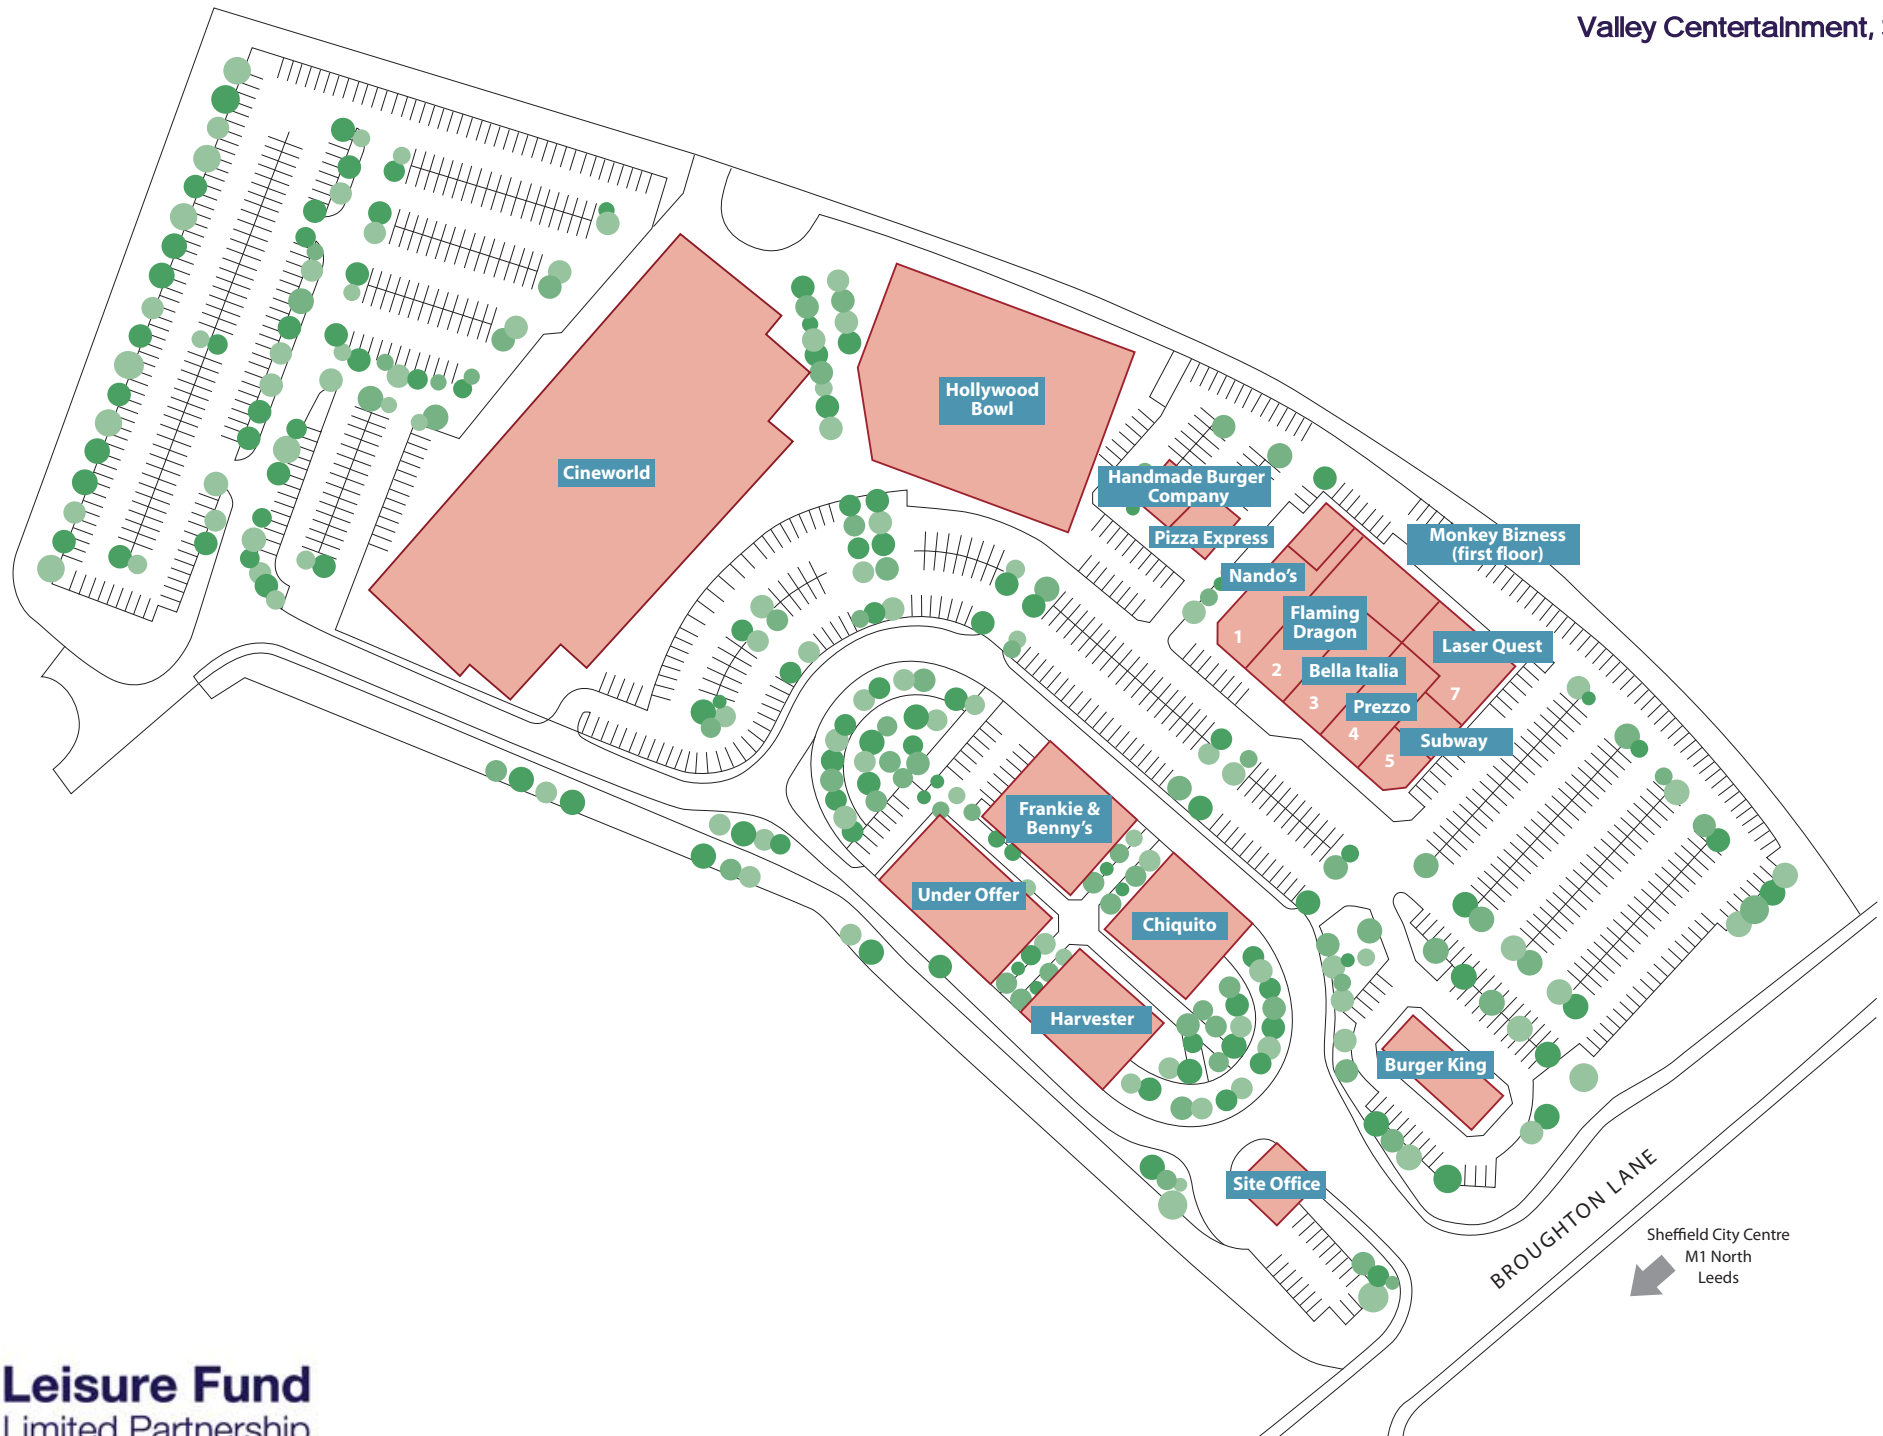 Valley Centertainment,
Hollywood
Bowl
Cineworld
Handmade Burger
Company
Pizza Express
Monkey Bizness
(first floor)
Nando's
Flaming
Dragon
1
Laser Quest
2
Bella Italia
7
3
Prezzo
4
Subway
5
Frankie &
Benny's
Under Offer
Chiquito
Harvester
Burger King
Site Office
BROUGHTON LANE
Sheffield City Centre
M1 North
Leeds
Leisure Fund
Limited Partnership